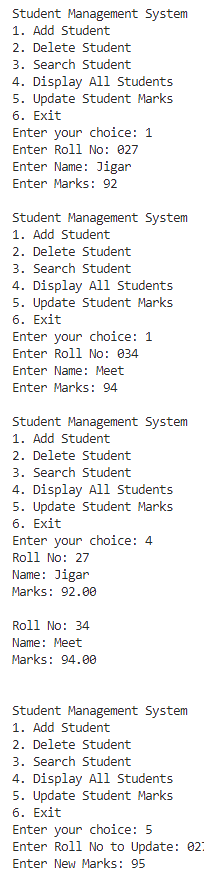 Student Management System
1. Add Student
2. Delete Student
3. Search Student
4. Display All Students
5. Update Student Marks
6. Exit
Enter your choice: 1
Enter Roll No: 027
Enter Name: Jigar
Enter Marks: 92
Student Management System
1. Add Student
2. Delete Student
3. Search Student
4. Display All Students
5. Update Student Marks
6. Exit
Enter your choice: 1
Enter Roll No: 034
Enter Name: Meet
Enter Marks: 94
Student Management System
1. Add Student
2. Delete Student
3. Search Student
4. Display All Students
5. Update Student Marks
6. Exit
Enter your choice: 4
Roll No: 27
Name: Jigar
Marks: 92.00
Roll No: 34
Name: Meet
Marks: 94.00
Student Management System
1. Add Student
2. Delete Student
3. Search Student
4. Display All Students
5. Update Student Marks
6. Exit
Enter your choice: 5
Enter Roll No to Update: 027
Enter New Marks: 95